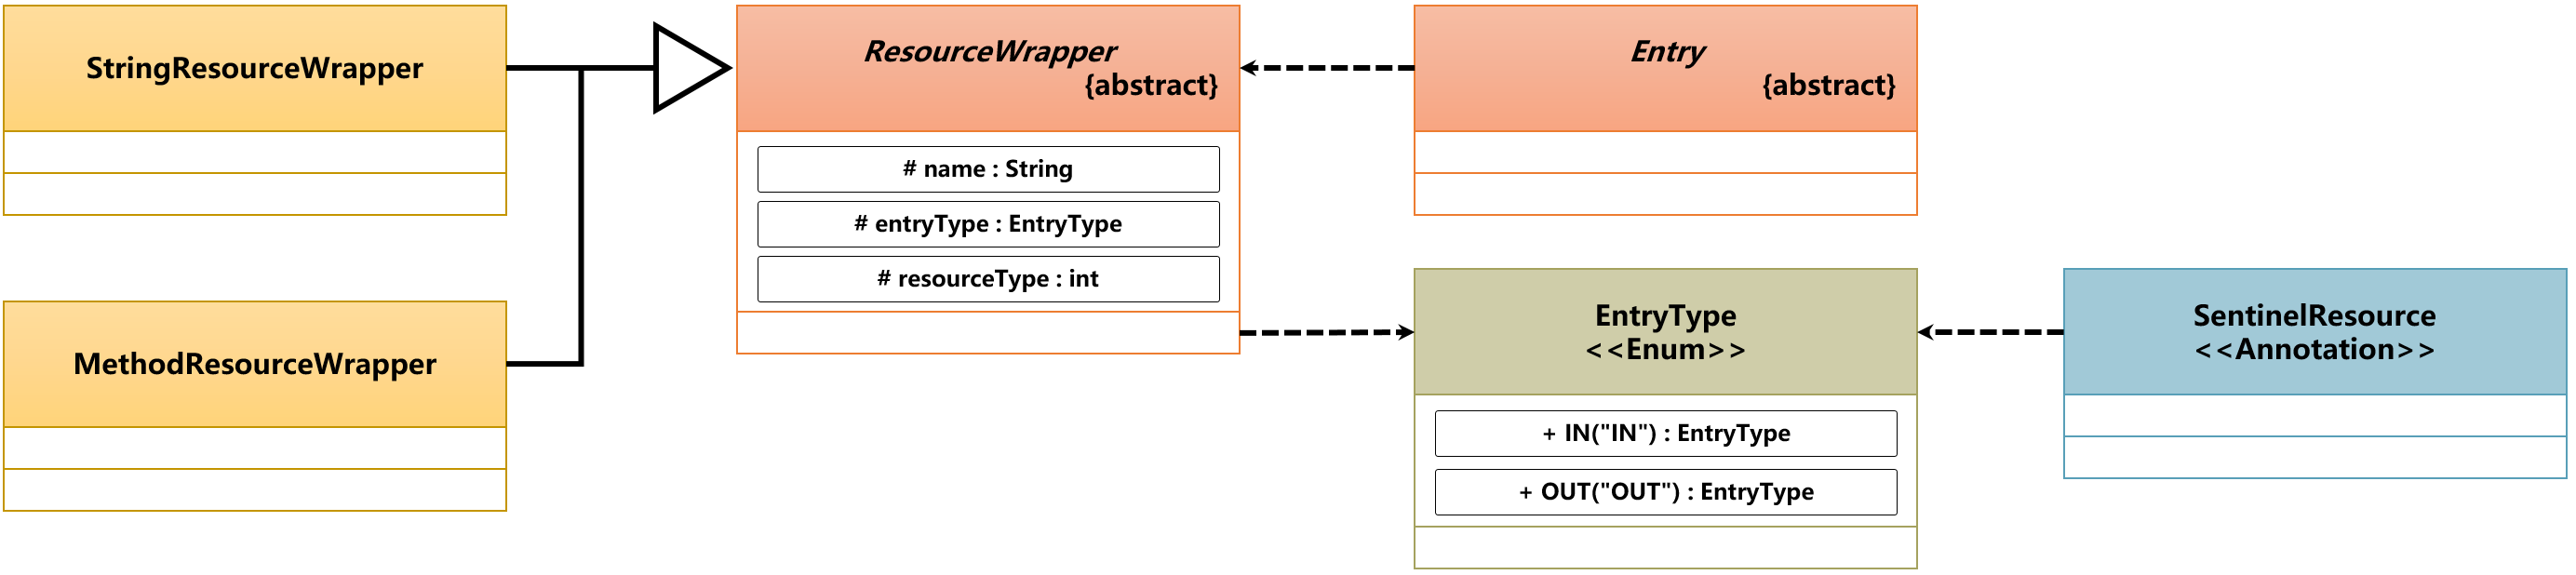 StringResourceWrapper
MethodResourceWrapper
ResourceWrapper
{abstract}
# name : String
# entryType : EntryType
# resourceType : int
Entry
{abstract}
EntryType
<<Enum>>
+ IN("IN") : EntryType
+ OUT("OUT") : EntryType
SentinelResource
<<Annotation>>